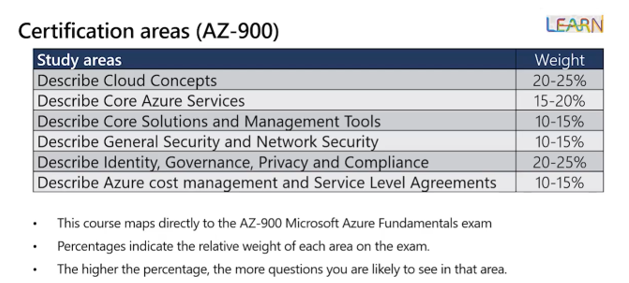 LEARN
Certification areas (AZ-900)
Study areas Weight
Describe Cloud Concepts 20-25%
Describe Core Azure Services 15-20%
Describe Core Solutions and Management Tools 10-15%
Describe General Security and Network Security 10-15%
Describe Identity, Governance, Privacy and Compliance 20-25%
Describe Azure cost management and Service Level Agreements 10-15%
• This course maps directly to the AZ-900 Microsoft Azure Fundamentals exam
• Percentages indicate the relative weight of each area on the exam.
• The higher the percentage, the more questions you are likely to see in that area.